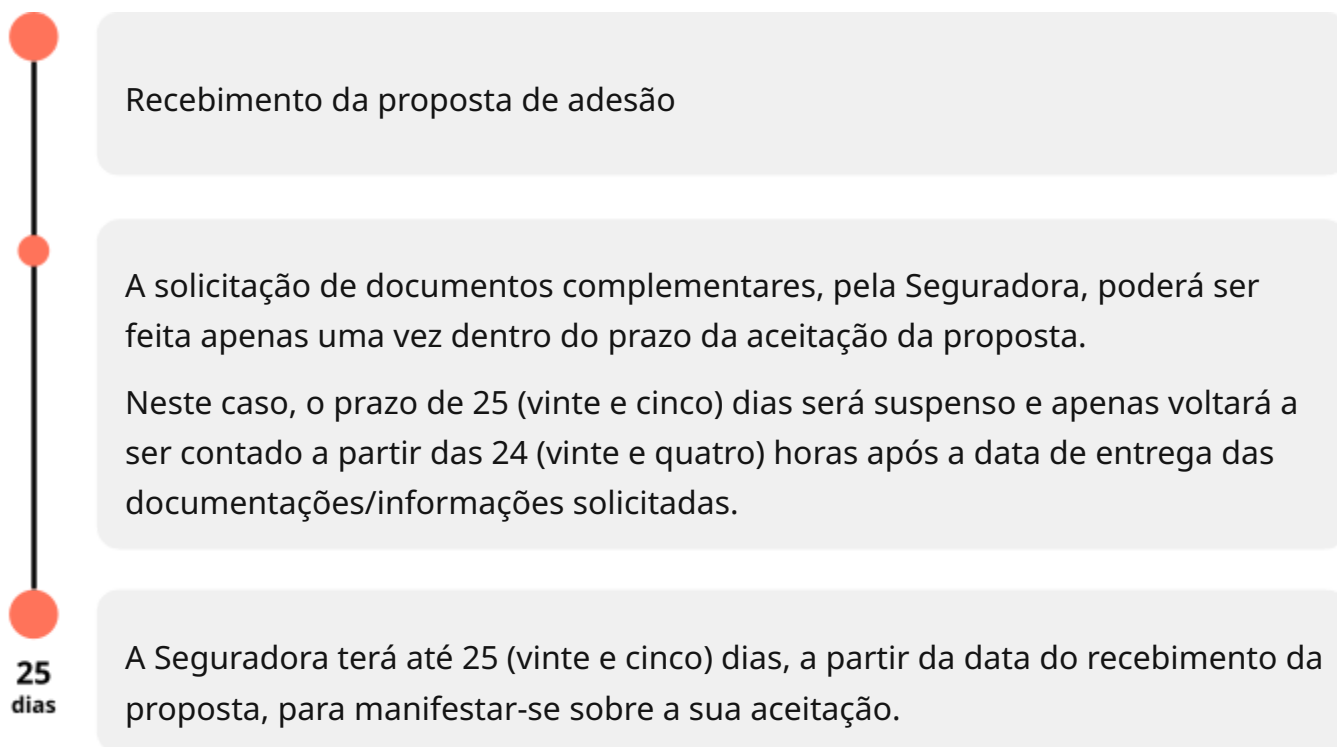 Recebimento da proposta de adesão
A solicitação de documentos complementares, pela Seguradora, poderá ser
feita apenas uma vez dentro do prazo da aceitação da proposta.
Neste caso, o prazo de 25 (vinte e cinco) dias será suspenso e apenas voltará a
ser contado a partir das 24 (vinte e quatro) horas após a data de entrega das
documentações/informações solicitadas.
25
dias
A Seguradora terá até 25 (vinte e cinco) dias, a partir da data do recebimento da
proposta, para manifestar-se sobre a sua aceitação.